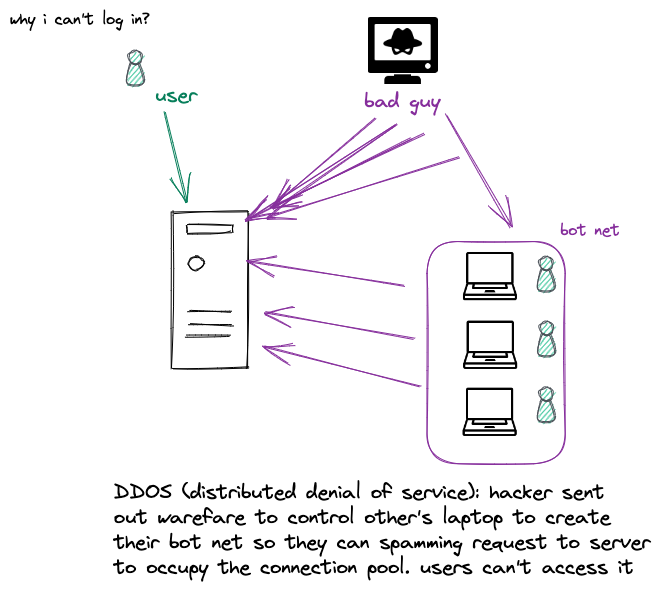 why i can't log in?
user
bad guy
bot net
DDOS (distributed denial of service): hacker sent
out warefare to control other's laptop to create
their bot net so they can spamming request to server
to occupy the connection pool. users can't access it